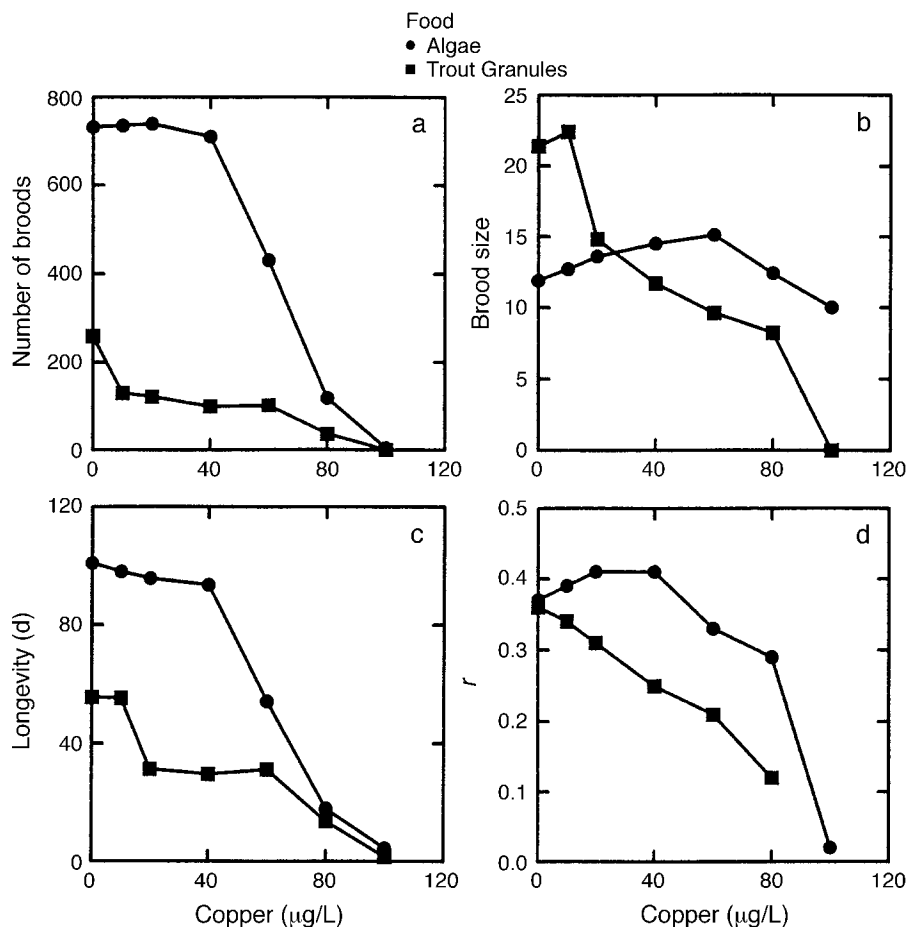 Food
Algae
Trout Granules
800
600
400
200
0
Number of broods
a
0 40 80 120
25
20
15
10
5
0
Brood size
b
0 40 80 120
120
80
40
0
Longevity (d)
c
0 40 80 120
Copper (μg/L)
0.5
0.4
0.3
0.2
0.1
0.0
r
d
0 40 80 120
Copper (μg/L)